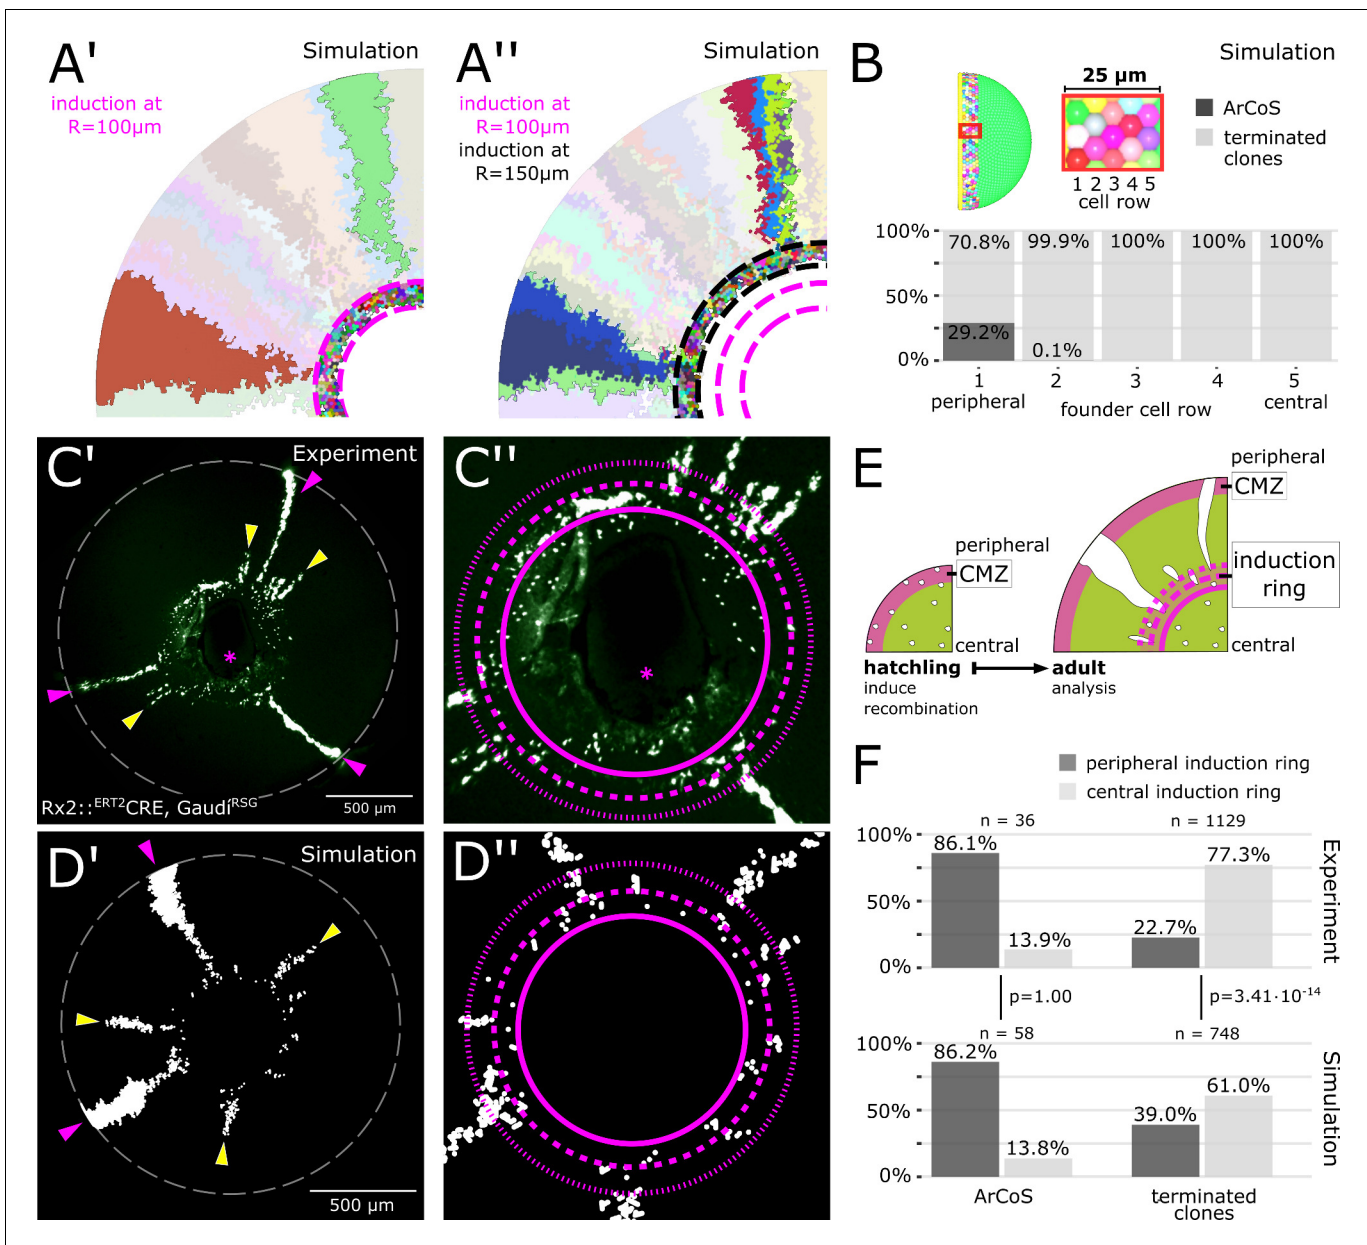 A'
Simulation
induction at
R=100µm
A''
Simulation
induction at
R=100µm
induction at
R=150µm
B
Simulation
25 µm
1 2 3 4 5
cell row
ArCoS
terminated
clones
100%
50%
0%
70.8%
99.9%
100%
100%
100%
29.2%
0.1%
1
2
3
4
5
peripheral
founder cell row
central
C'
Experiment
*
Rx2::ERT2CRE, GaudíRSG
500 µm
C''
*
D'
Simulation
500 µm
D''
E
peripheral
CMZ
central
hatchling
induce
recombination
adult
analysis
peripheral
CMZ
induction
ring
central
F
peripheral induction ring
central induction ring
n = 36
n = 1129
100%
50%
0%
86.1%
13.9%
22.7%
77.3%
Experiment
p=1.00
p=3.41·10-14
n = 58
n = 748
100%
50%
0%
86.2%
13.8%
39.0%
61.0%
Simulation
ArCoS
terminated
clones